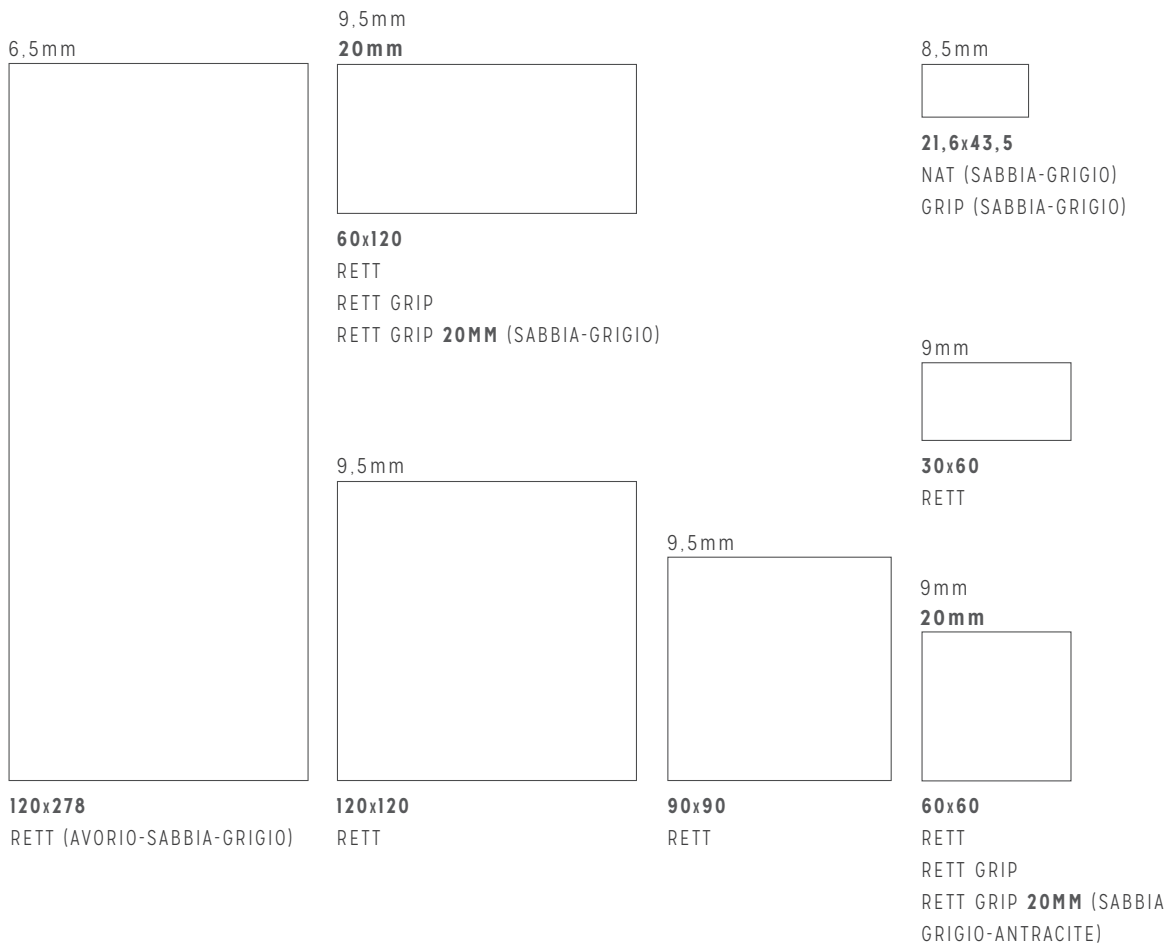 6,5mm
120x278
RETT (AVORIO-SABBIA-GRIGIO)
9,5mm
20mm
60x120
RETT
RETT GRIP
RETT GRIP 20MM (SABBIA-GRIGIO)
9,5mm
120x120
RETT
9,5mm
90x90
RETT
8,5mm
21,6x43,5
NAT (SABBIA-GRIGIO)
GRIP (SABBIA-GRIGIO)
9mm
30x60
RETT
9mm
20mm
60x60
RETT
RETT GRIP
RETT GRIP 20MM (SABBIA
GRIGIO-ANTRACITE)